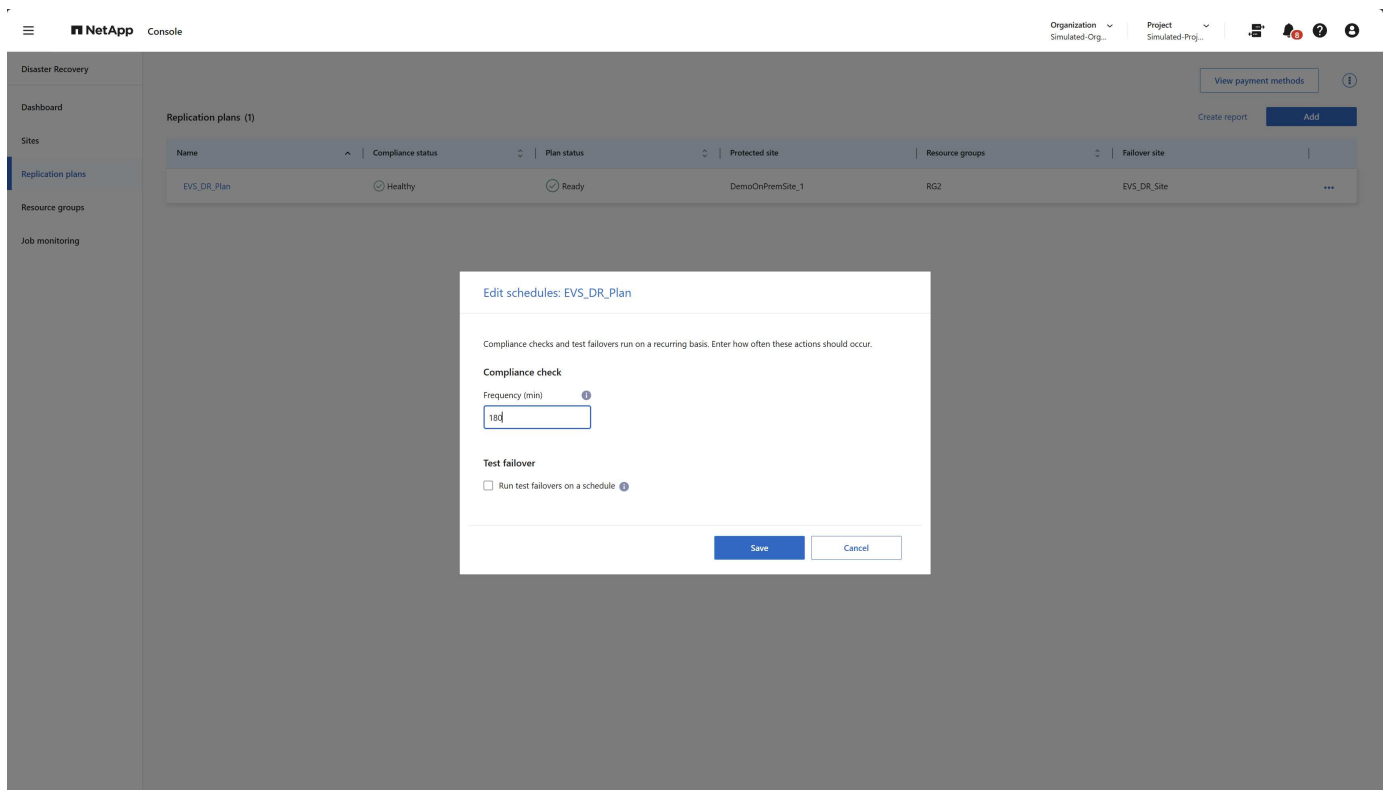 NetApp Console
Organization
Simulated-Org...
Project
Simulated-Proj...
8
Disaster Recovery
Dashboard
Sites
Replication plans
Resource groups
Job monitoring
View payment methods
Replication plans (1)
Create report
Add
Name Compliance status Plan status Protected site Resource groups Failover site
EVS_DR_Plan Healthy Ready DemoOnPremSite_1 RG2 EVS_DR_Site
Edit schedules: EVS_DR_Plan
Compliance checks and test failovers run on a recurring basis. Enter how often these actions should occur.
Compliance check
Frequency (min)
180
Test failover
Run test failovers on a schedule
Save Cancel